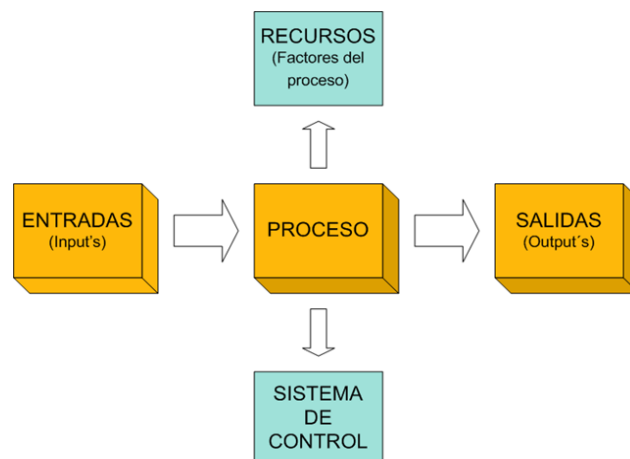 RECURSOS
(Factores del
proceso)
ENTRADAS
(Input's)
PROCESO
SALIDAS
(Output´s)
SISTEMA
DE
CONTROL